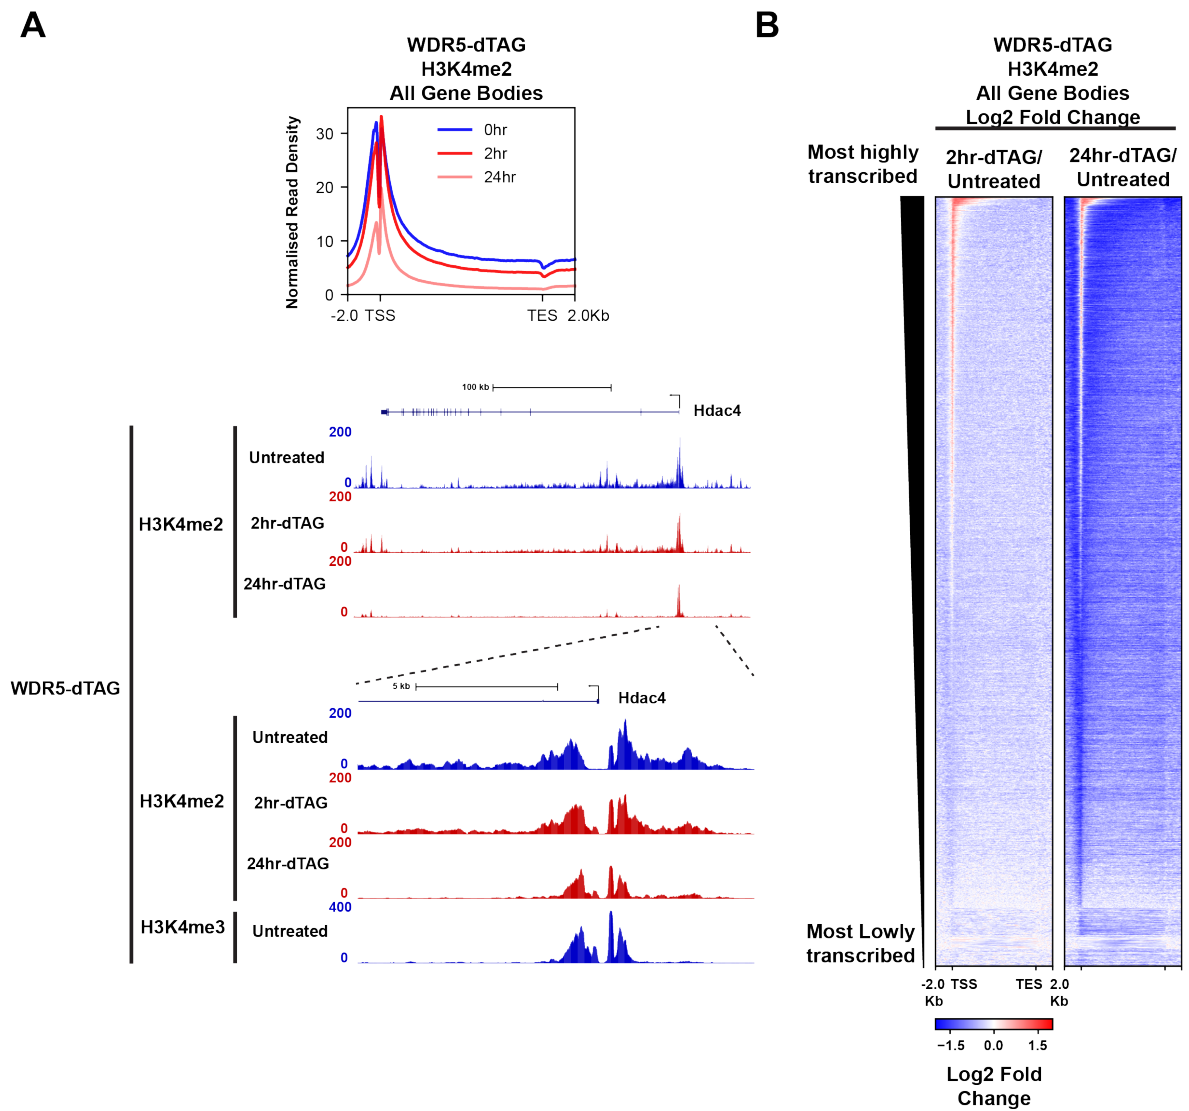 A
WDR5-dTAG
H3K4me2
All Gene Bodies
Normalised Read Density
30
20
10
0
0hr
2hr
24hr
-2.0 TSS TES 2.0Kb
100 kb
Hdac4
WDR5-dTAG
H3K4me2
Untreated
200
0
2hr-dTAG
200
0
24hr-dTAG
200
0
5 kb
Hdac4
H3K4me2
Untreated
200
0
2hr-dTAG
200
0
24hr-dTAG
200
0
H3K4me3
Untreated
400
0
B
WDR5-dTAG
H3K4me2
All Gene Bodies
Log2 Fold Change
Most highly
transcribed
2hr-dTAG/
Untreated
24hr-dTAG/
Untreated
Most Lowly
transcribed
-2.0 TSS TES 2.0
Kb Kb
−1.5 0.0 1.5
Log2 Fold
Change